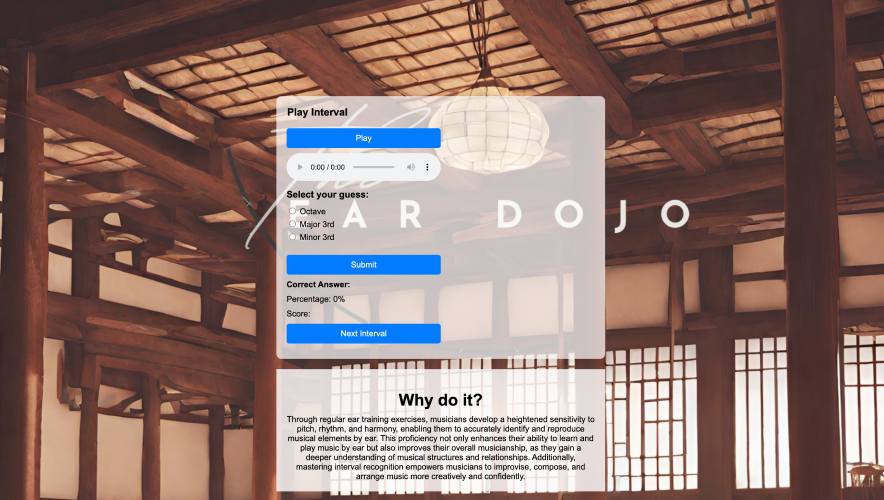 The
EAR DOJO
Play Interval
Play
0:00 / 0:00
Select your guess:
Octave
Major 3rd
Minor 3rd
Submit
Correct Answer:
Percentage: 0%
Score:
Next Interval
Why do it?
Through regular ear training exercises, musicians develop a heightened sensitivity to
pitch, rhythm, and harmony, enabling them to accurately identify and reproduce
musical elements by ear. This proficiency not only enhances their ability to learn and
play music by ear but also improves their overall musicianship, as they gain a
deeper understanding of musical structures and relationships. Additionally,
mastering interval recognition empowers musicians to improvise, compose, and
arrange music more creatively and confidently.